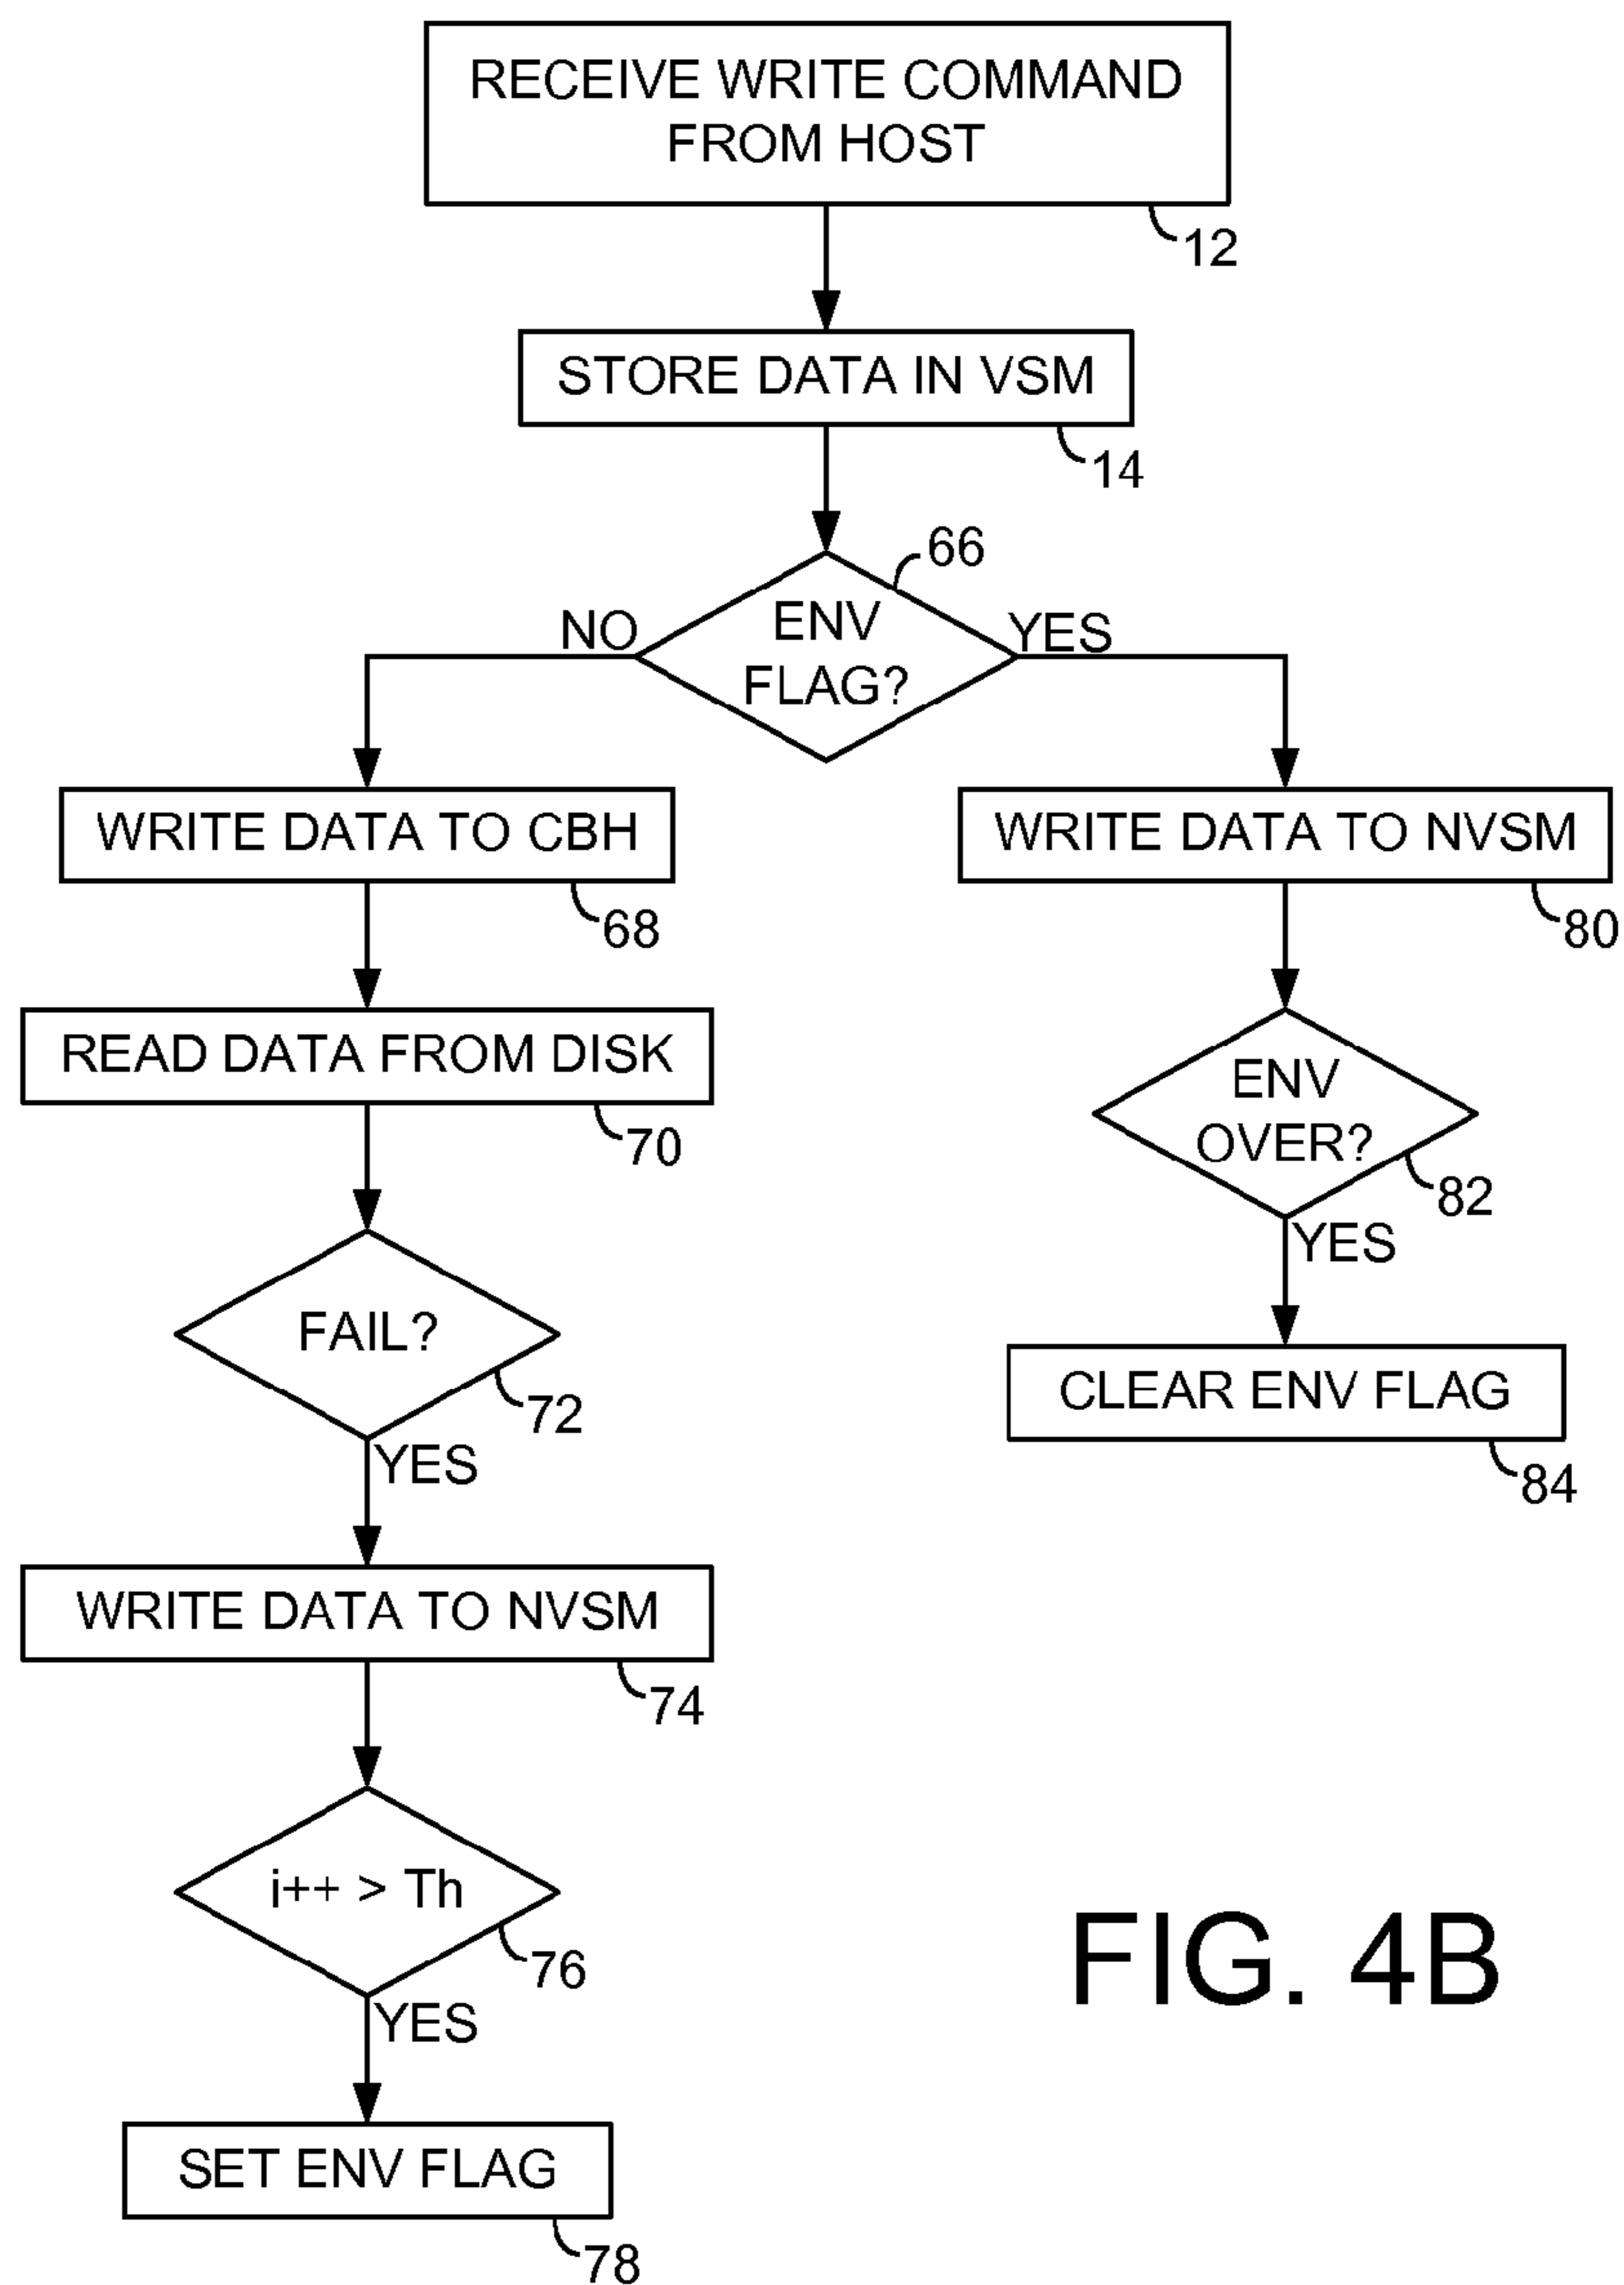 RECEIVE WRITE COMMAND
FROM HOST
12
STORE DATA IN VSM
14
66
ENV
FLAG?
NO
YES
WRITE DATA TO CBH
68
READ DATA FROM DISK
70
FAIL?
72
YES
WRITE DATA TO NVSM
74
i++ > Th
76
YES
SET ENV FLAG
78
WRITE DATA TO NVSM
80
ENV
OVER?
82
YES
CLEAR ENV FLAG
84
FIG. 4B